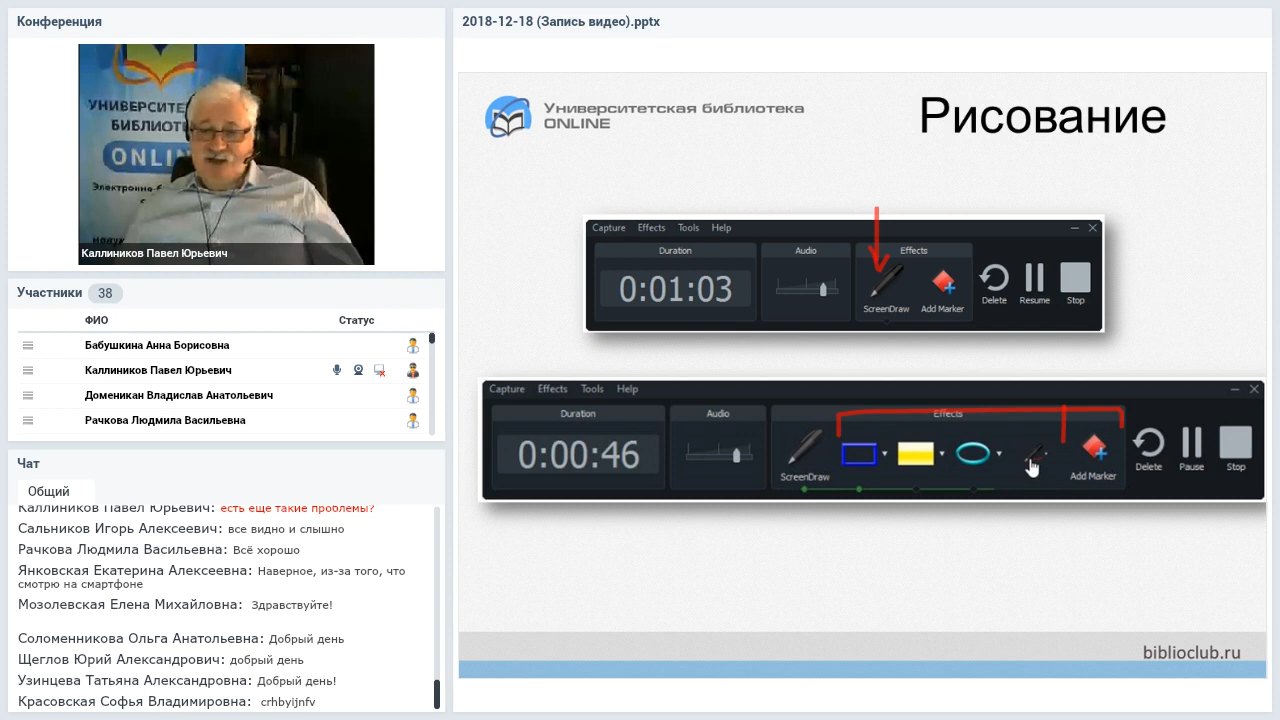 Конференция
УНИВЕРСИТЕ
БИБЛИОТ
ONLIN
Каллиников Павел Юрьевич
Участники 38
ФИО Статус
Бабушкина Анна Борисовна
Каллиников Павел Юрьевич
Доменикан Владислав Анатольевич
Рачкова Людмила Васильевна
Чат
Общий
Каллиников Павел Юрьевич: есть еще такие проблемы?
Сальников Игорь Алексеевич: все видно и слышно
Рачкова Людмила Васильевна: Всё хорошо
Янковская Екатерина Алексеевна: Наверное, из-за того, что
смотрю на смартфоне
Мозолевская Елена Михайловна: Здравствуйте!
Соломенникова Ольга Анатольевна: Добрый день
Щеглов Юрий Александрович: добрый день
Узинцева Татьяна Александровна: Добрый день!
Красовская Софья Владимировна: crhbyijnfv
2018-12-18 (Запись видео).pptx
Университетская библиотека
ONLINE
Рисование
Capture Effects Tools Help
Duration Audio Effects
0:01:03
ScreenDraw Add Marker Delete Resume Stop
Capture Effects Tools Help
Duration Audio Effects
0:00:46
ScreenDraw Add Marker Delete Pause Stop
biblioclub.ru